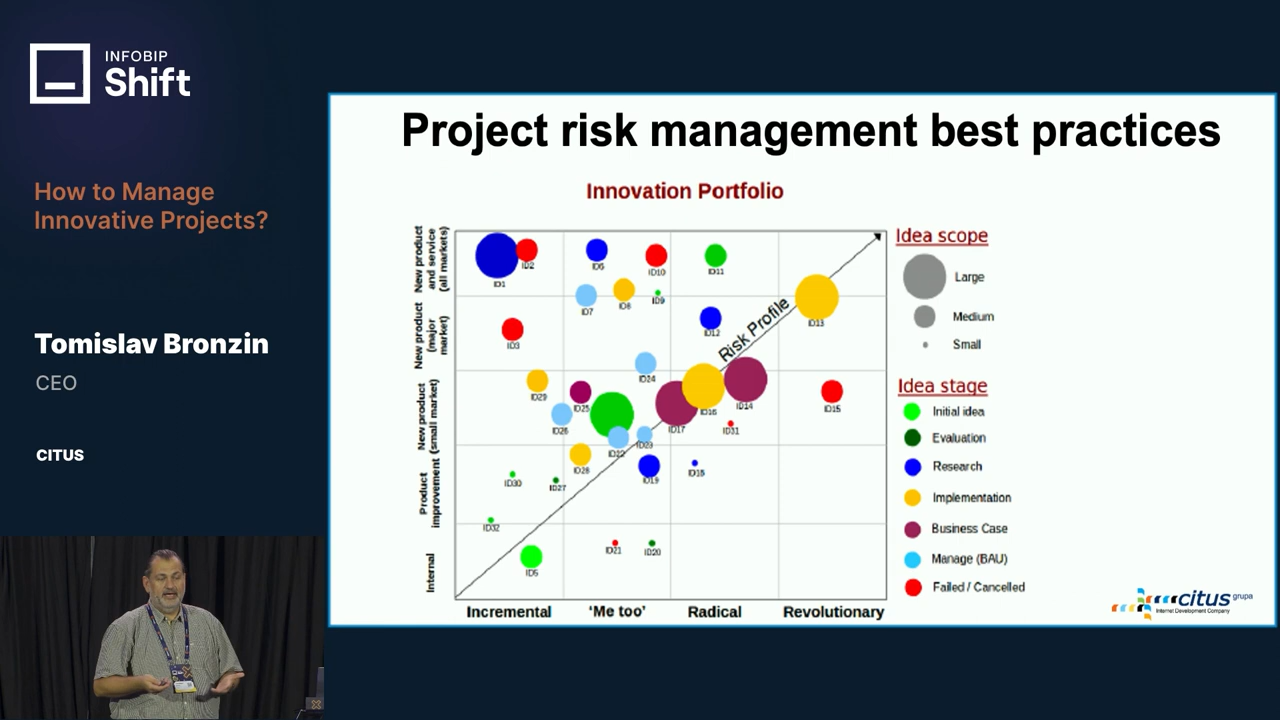 INFOBIP
Shift
How to Manage
Innovative Projects?
Tomislav Bronzin
CEO
CITUS
Project risk management best practices
Innovation Portfolio
New product
and service
(all markets)
New product
(major
market)
New product
(small market)
Product
improvement
Internal
ID1
ID2
ID6
ID10
ID11
ID7
ID8
ID9
ID13
ID3
ID12
Risk Profile
ID24
ID29
ID25
ID26
ID22
ID23
ID17
ID16
ID14
ID31
ID15
ID28
ID19
ID18
ID30
ID27
ID32
ID5
ID21
ID20
Incremental
'Me too'
Radical
Revolutionary
Idea scope
Large
Medium
Small
Idea stage
Initial idea
Evaluation
Research
Implementation
Business Case
Manage (BAU)
Failed / Cancelled
citus grupa
Internet Development Company